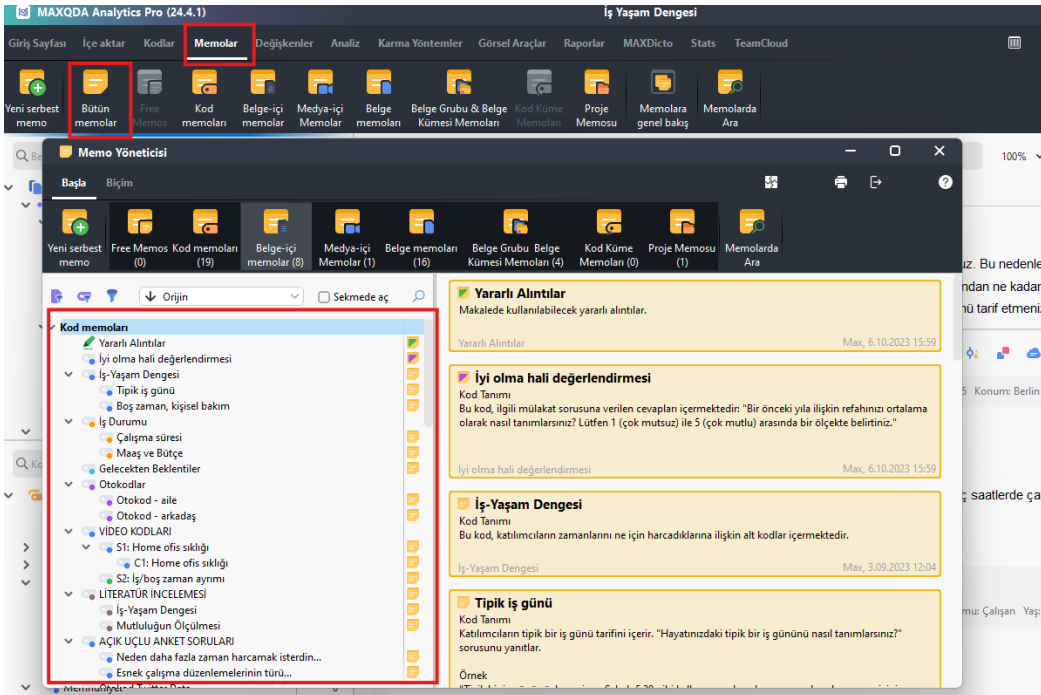 MAXQDA Analytics Pro (24.4.1) İş Yaşam Dengesi
Giriş Sayfası İçe aktar Kodlar Memolar Değişkenler Analiz Karma Yöntemler Görsel Araçlar Raporlar MAXDicto Stats TeamCloud
Yeni serbest memo
Bütün memolar
Free Memos
Kod memoları
Belge-içi memolar
Medya-içi Memolar
Belge memoları
Belge Grubu & Belge Kümesi Memoları
Kod Küme Memoları
Proje Memosu
Memolara genel bakış
Memolarda Ara
Memo Yöneticisi
100%
Başla Biçim
Yeni serbest memo
Free Memos (0)
Kod memoları (19)
Belge-içi memolar (8)
Medya-içi Memolar (1)
Belge memoları (16)
Belge Grubu Belge Kümesi Memoları (4)
Kod Küme Memoları (0)
Proje Memosu (1)
Memolarda Ara
Orijin Sekmede aç
Kod memoları
Yararlı Alıntılar
İyi olma hali değerlendirmesi
İş-Yaşam Dengesi
Tipik iş günü
Boş zaman, kişisel bakım
İş Durumu
Çalışma süresi
Maaş ve Bütçe
Gelecekten Beklentiler
Otokodlar
Otokod - aile
Otokod - arkadaş
VİDEO KODLARI
S1: Home ofis sıklığı
C1: Home ofis sıklığı
S2: İş/boş zaman ayrımı
LİTERATÜR İNCELEMESİ
İş-Yaşam Dengesi
Mutluluğun Ölçülmesi
AÇIK UÇLU ANKET SORULARI
Neden daha fazla zaman harcamak isterdin...
Esnek çalışma düzenlemelerinin türü...
Yararlı Alıntılar
Makalede kullanılabilecek yararlı alıntılar.
Yararlı Alıntılar Max, 6.10.2023 15:59
İyi olma hali değerlendirmesi
Kod Tanımı
Bu kod, ilgili mülakat sorusuna verilen cevapları içermektedir: "Bir önceki yıla ilişkin refahınızı ortalama
olarak nasıl tanımlarsınız? Lütfen 1 (çok mutsuz) ile 5 (çok mutlu) arasında bir ölçekte belirtiniz."
İyi olma hali değerlendirmesi Max, 6.10.2023 15:59
İş-Yaşam Dengesi
Kod Tanımı
Bu kod, katılımcıların zamanlarını ne için harcadıklarına ilişkin alt kodlar içermektedir.
İş-Yaşam Dengesi Max, 3.09.2023 12:04
Tipik iş günü
Kod Tanımı
Katılımcıların tipik bir iş günü tarifini içerir. "Hayatınızdaki tipik bir iş gününü nasıl tanımlarsınız?"
sorusunu yanıtlar.
Örnek
Bu nedenle
ndan ne kadar
tarif etmeni
Konum: Berlin
saatlerde ça
Çalışan Yaş: